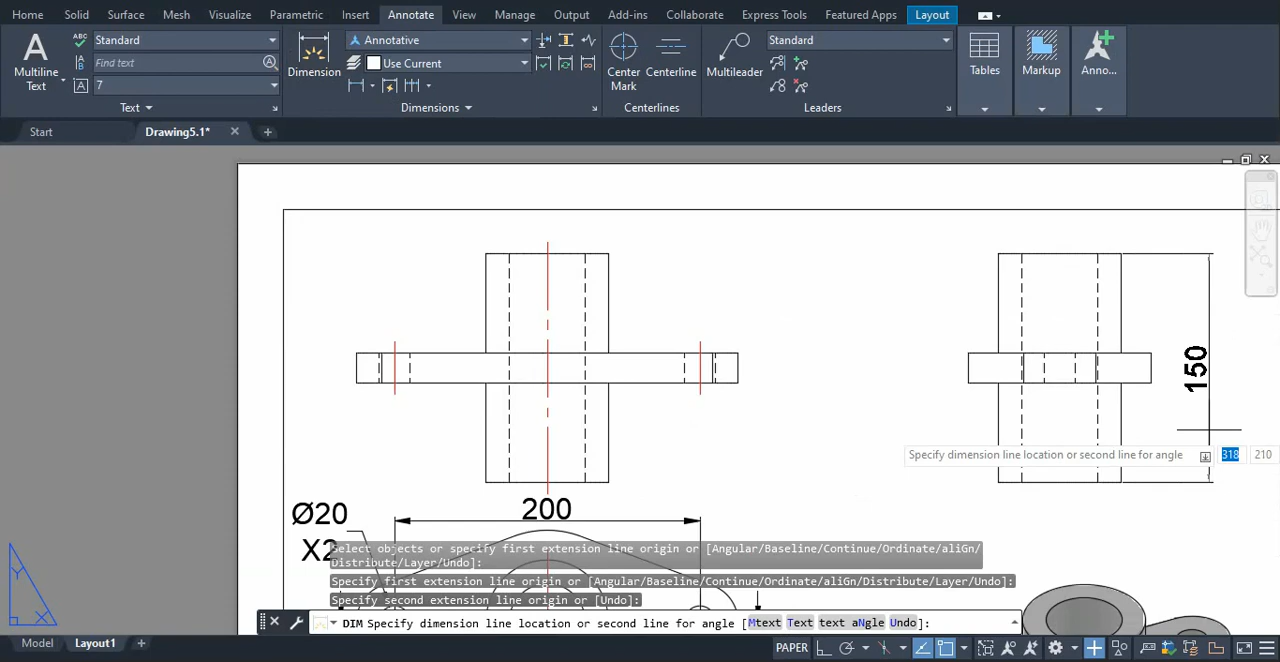 Home Solid Surface Mesh Visualize Parametric Insert Annotate View Manage Output Add-ins Collaborate Express Tools Featured Apps Layout
Multiline Text
ABC Standard
Find text
7
Text
Dimension
Annotative
Use Current
Dimensions
Center Mark
Centerline
Centerlines
Multileader
Standard
Leaders
Tables
Markup
Anno...
Start Drawing5.1*
150
Specify dimension line location or second line for angle 318 210
200
Ø20
X2
Select objects or specify first extension line origin or [Angular/Baseline/Continue/Ordinate/aliGn/
Distribute/Layer/Undo]:
Specify first extension line origin or [Angular/Baseline/Continue/Ordinate/aliGn/Distribute/Layer/Undo]:
Specify second extension line origin or [Undo]:
DIM Specify dimension line location or second line for angle [Mtext Text text aNgle Undo]:
Y
X
Model Layout1
PAPER